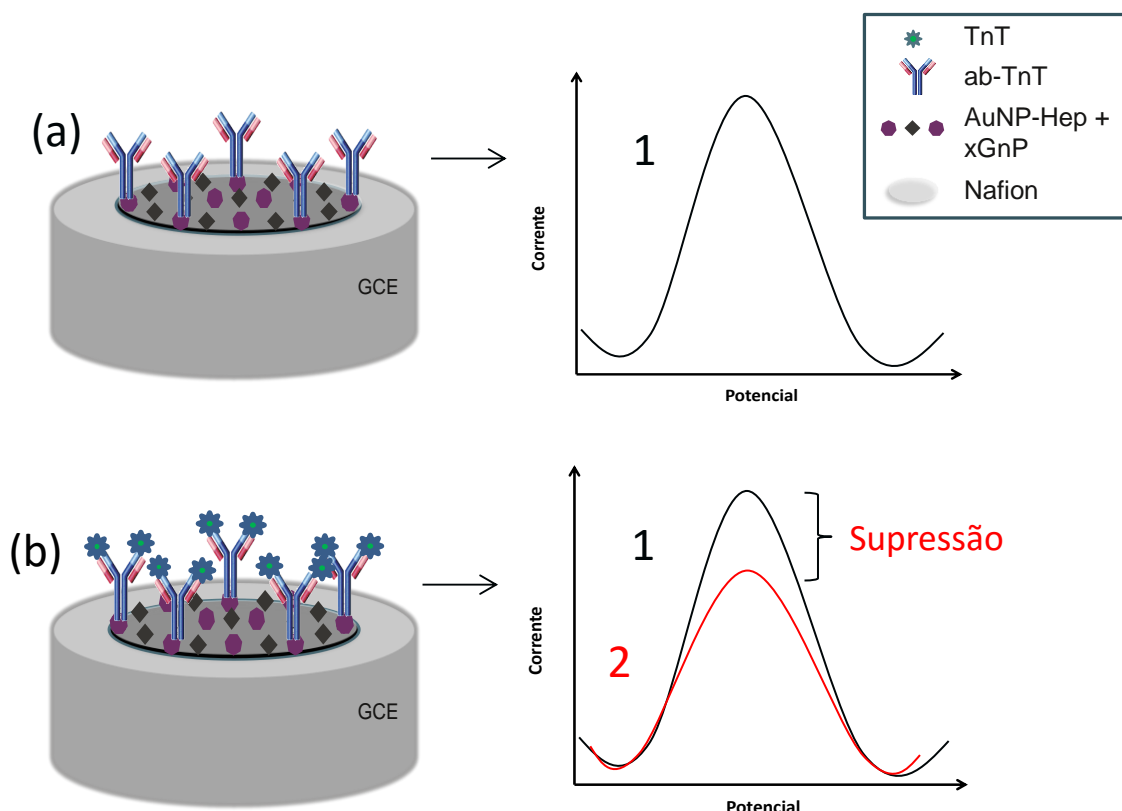 TnT
ab-TnT
AuNP-Hep +
xGnP
Nafion
(a)
GCE
1
Corrente
Potencial
(b)
GCE
1
2
Supressão
Corrente
Potencial